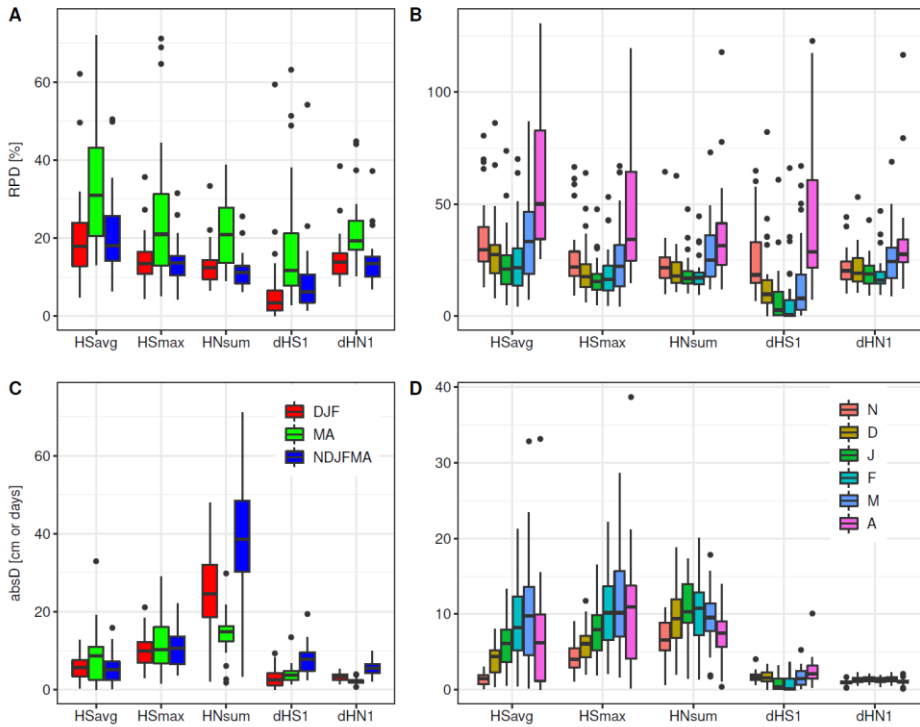 A
RPD [%]
60
40
20
0
HSavg HSmax HNsum dHS1 dHN1
B
100
50
0
HSavg HSmax HNsum dHS1 dHN1
C
absD [cm or days]
60
40
20
0
DJF
MA
NDJFMA
HSavg HSmax HNsum dHS1 dHN1
D
40
30
20
10
0
N
D
J
F
M
A
HSavg HSmax HNsum dHS1 dHN1